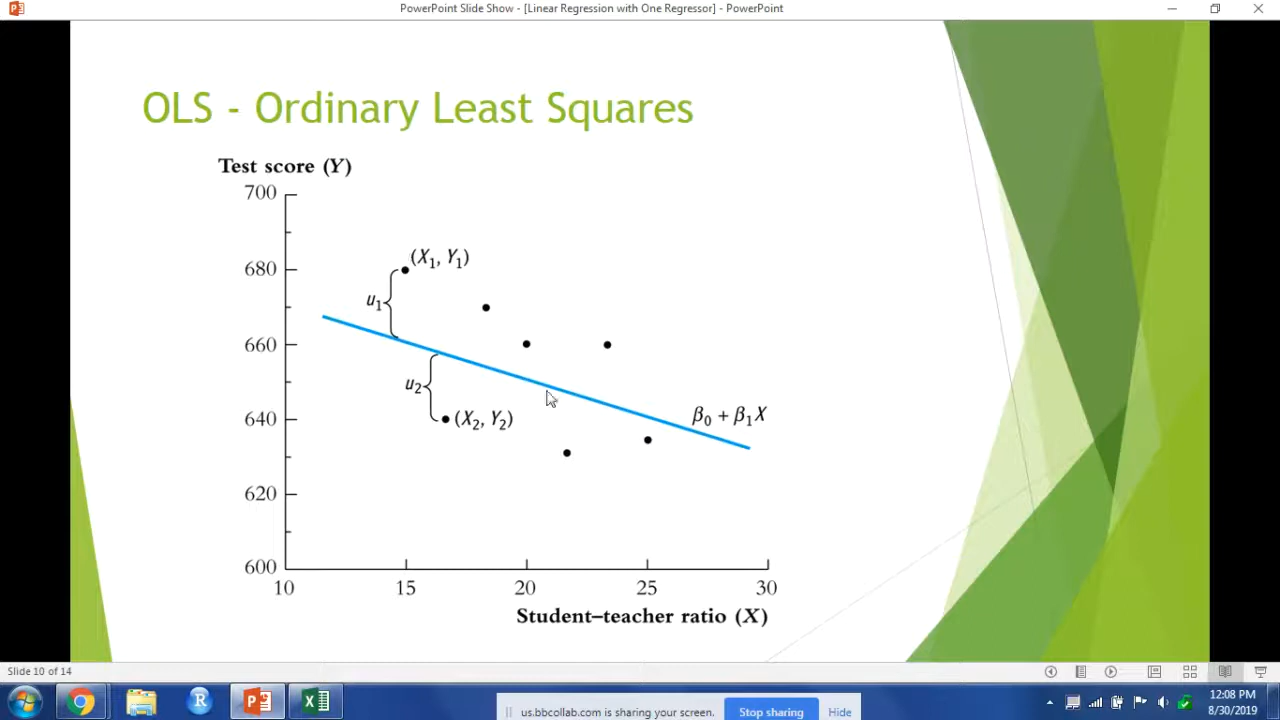 PowerPoint Slide Show - [Linear Regression with One Regressor] - PowerPoint
OLS - Ordinary Least Squares
Test score (Y)
700
680
660
640
620
600
(X₁, Y₁)
u₁
u₂
(X₂, Y₂)
β₀ + β₁X
10 15 20 25 30
Student–teacher ratio (X)
Slide 10 of 14
12:08 PM
8/30/2019
us.bbcollab.com is sharing your screen. Stop sharing Hide